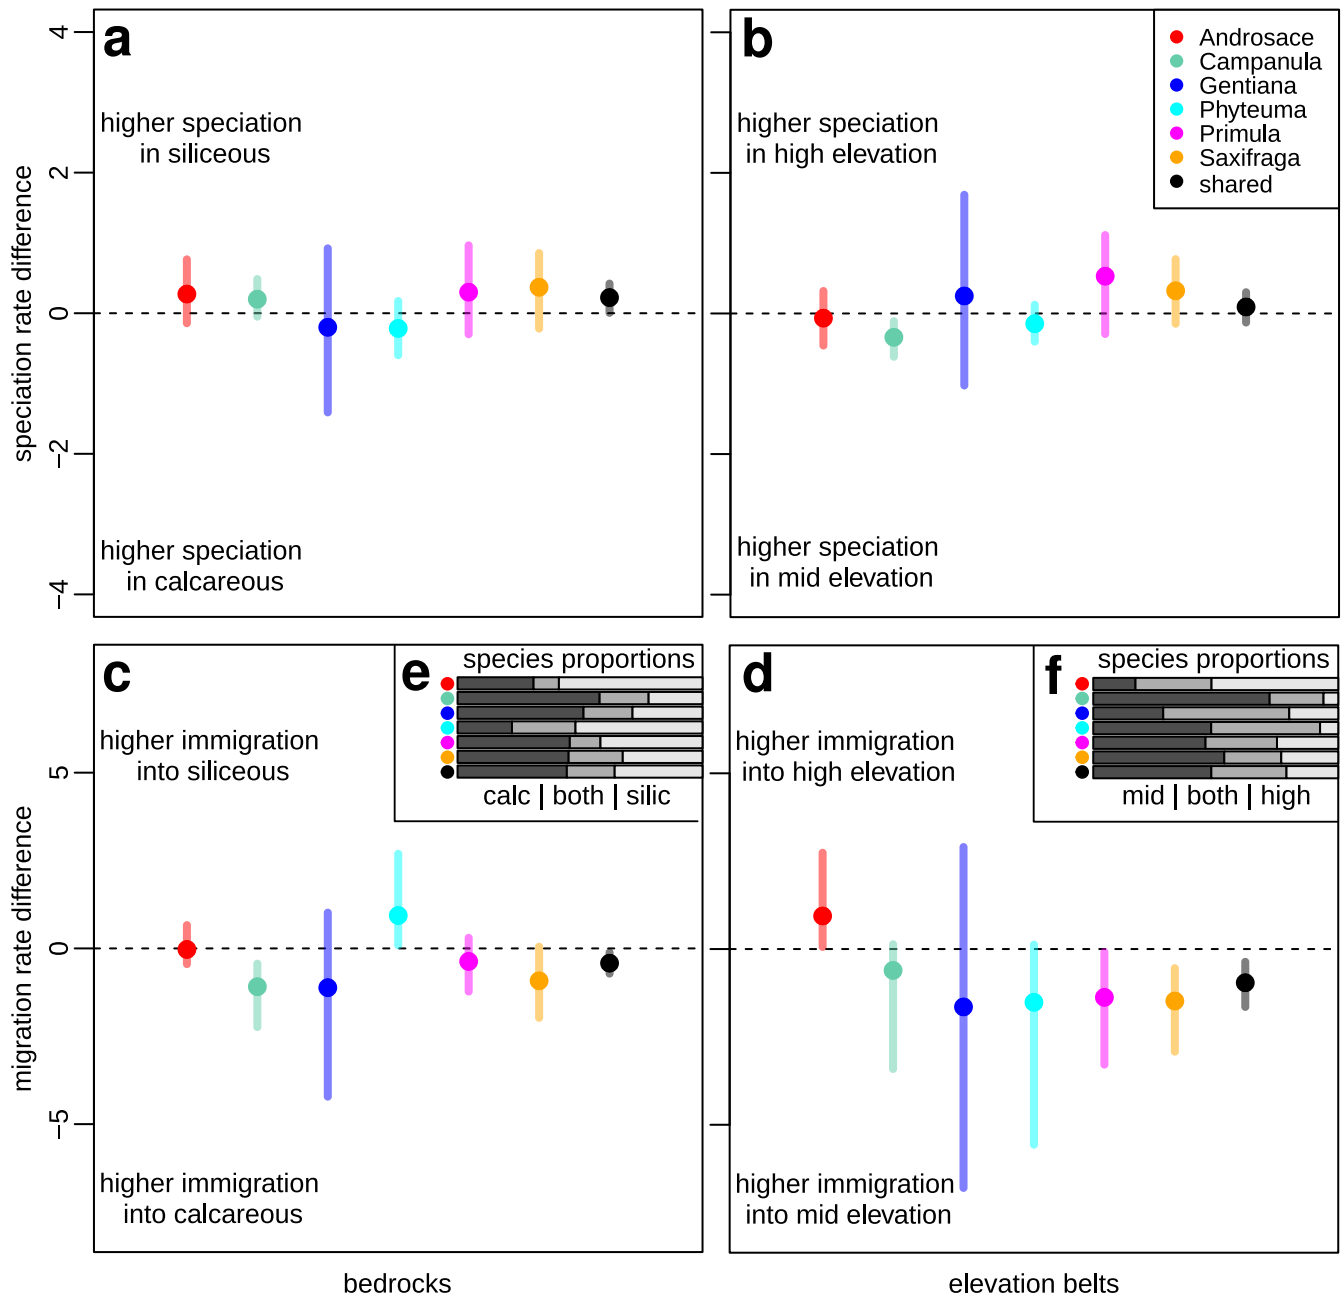 a
higher speciation
in siliceous
higher speciation
in calcareous
4
2
0
−2
−4
speciation rate difference
b
higher speciation
in high elevation
higher speciation
in mid elevation
Androsace
Campanula
Gentiana
Phyteuma
Primula
Saxifraga
shared
c
higher immigration
into siliceous
higher immigration
into calcareous
5
0
−5
migration rate difference
e
species proportions
calc | both | silic
bedrocks
d
higher immigration
into high elevation
higher immigration
into mid elevation
f
species proportions
mid | both | high
elevation belts